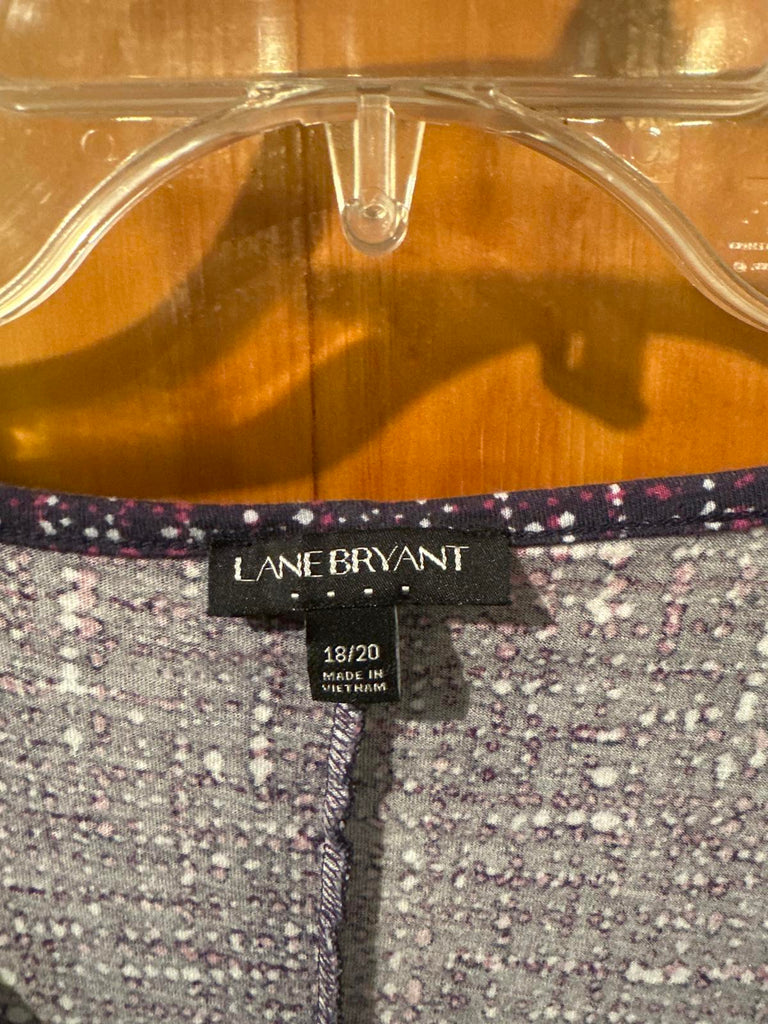 LANE BRYANT
18/20
MADE IN
VIETNAM